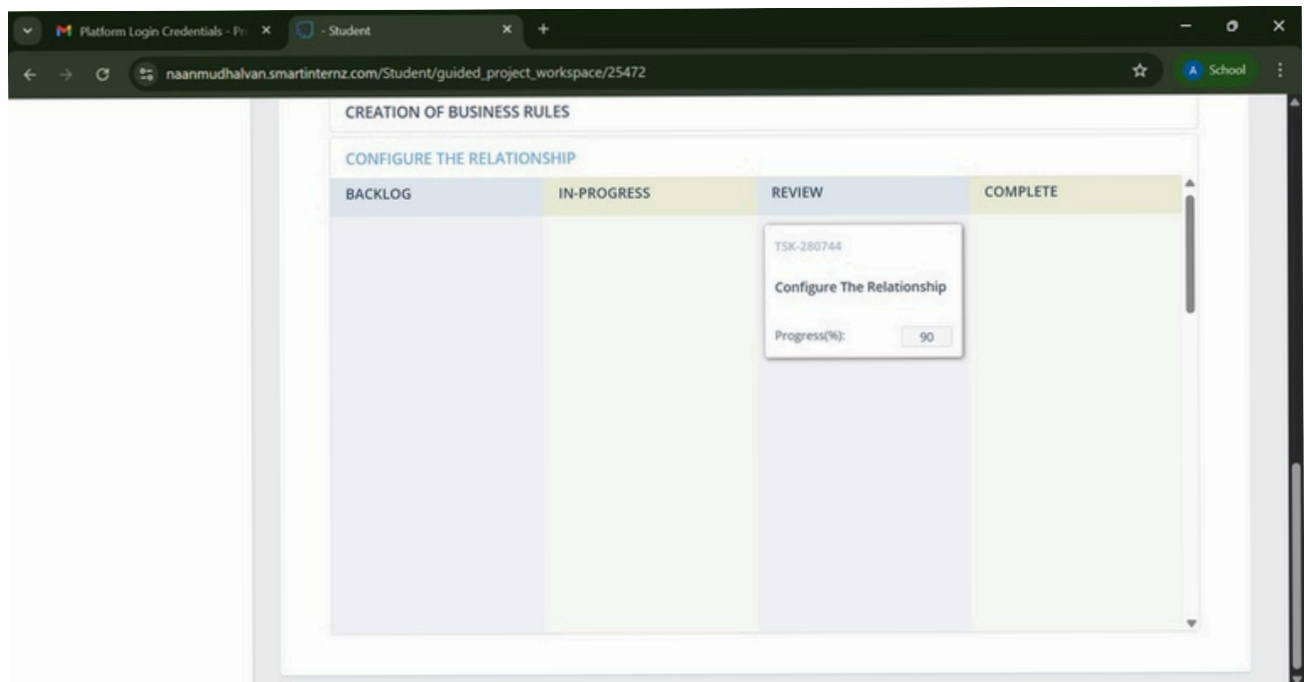 Platform Login Credentials - Pr
- Student
naanmudhalvan.smartinternz.com/Student/guided_project_workspace/25472
A School
CREATION OF BUSINESS RULES
CONFIGURE THE RELATIONSHIP
BACKLOG IN-PROGRESS REVIEW COMPLETE
TSK-280744
Configure The Relationship
Progress(%): 90